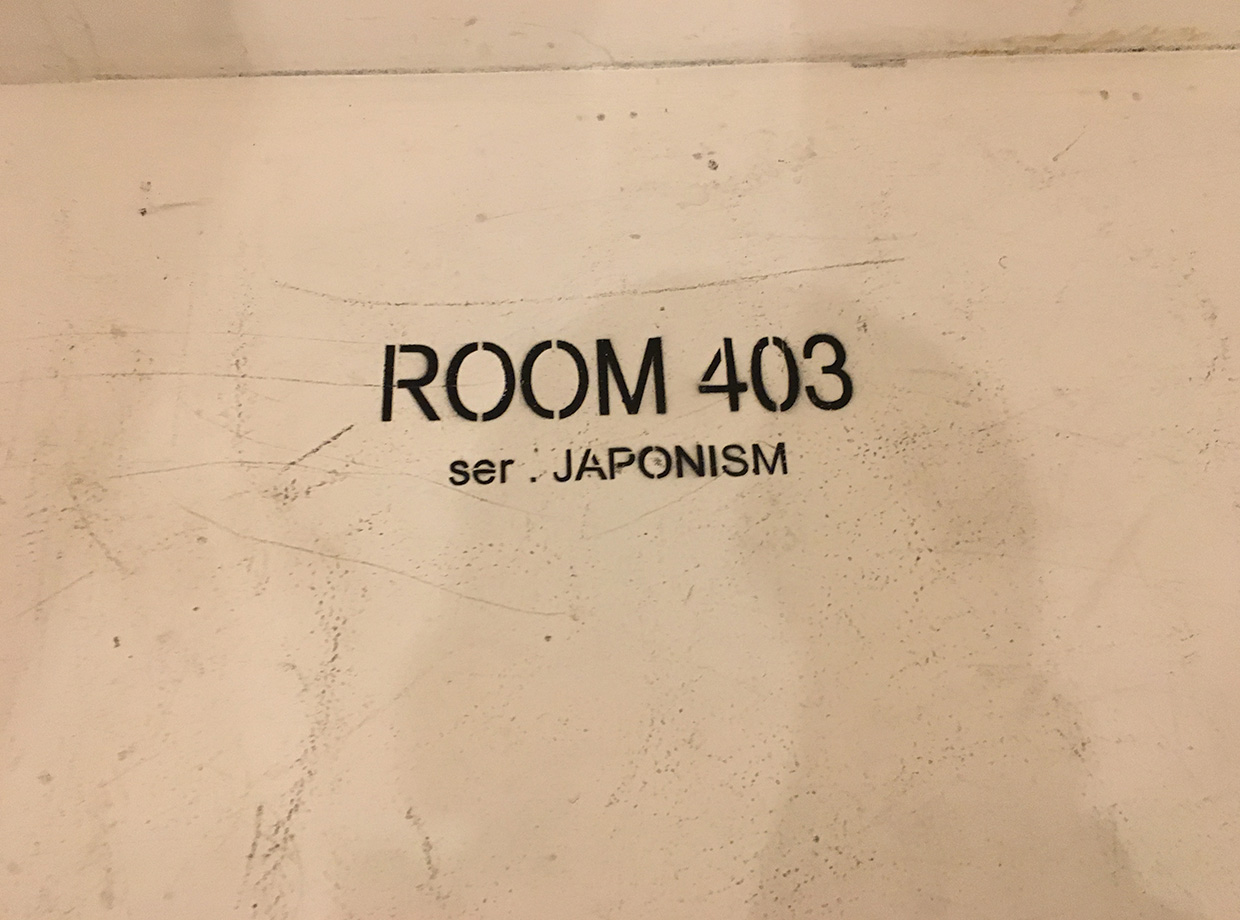 ROOM 403
ser . JAPONISM